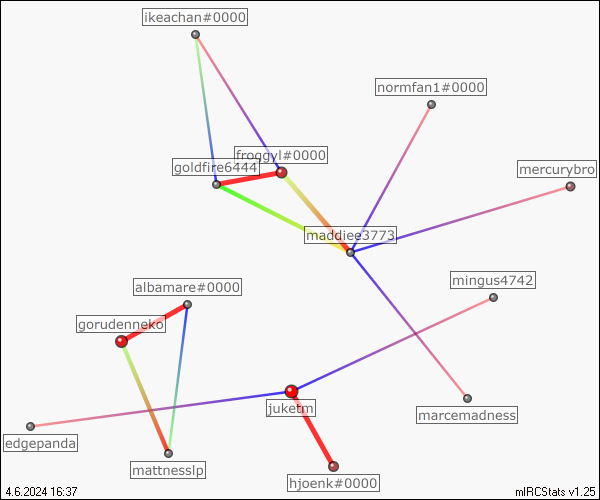 ikeachan#0000
normfan1#0000
froggyl#0000
goldfire6444
mercurybro
maddiee3773
mingus4742
albamare#0000
gorudenneko
juketm
marcemadness
edgepanda
mattnesslp
hjoenk#0000
4.6.2024 16:37
mIRCStats v1.25